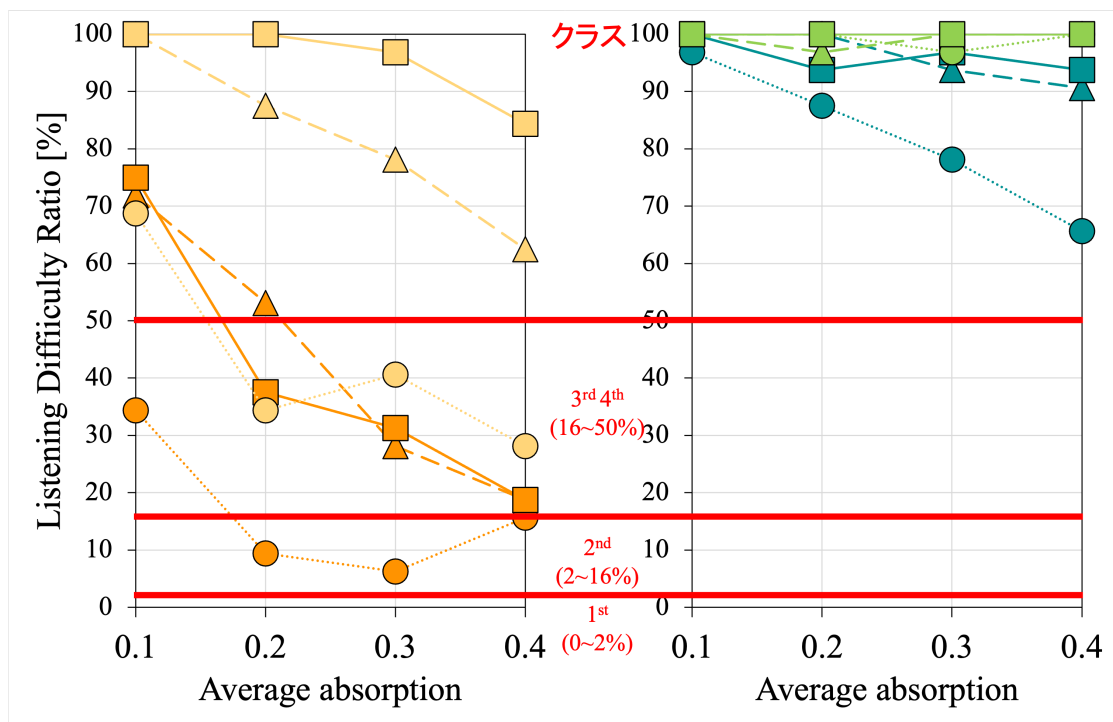 Listening Diffiiculty Ratio [%]
100
90
80
70
60
50
40
30
20
10
0
0.1 0.2 0.3 0.4
Average absorption
クラス
3rd 4th
(16~50%)
2nd
(2~16%)
1st
(0~2%)
100
90
80
70
60
50
40
30
20
10
0
0.1 0.2 0.3 0.4
Average absorption